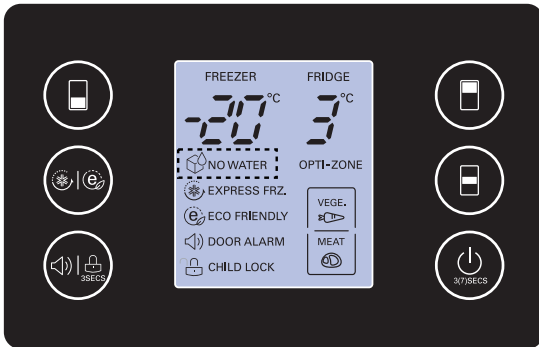 FREEZER FRIDGE
-20°C 3°C
NO WATER OPTI-ZONE
EXPRESS FRZ.
VEGE.
e ECO FRIENDLY
DOOR ALARM MEAT
CHILD LOCK
e
3SECS
3(7)SECS